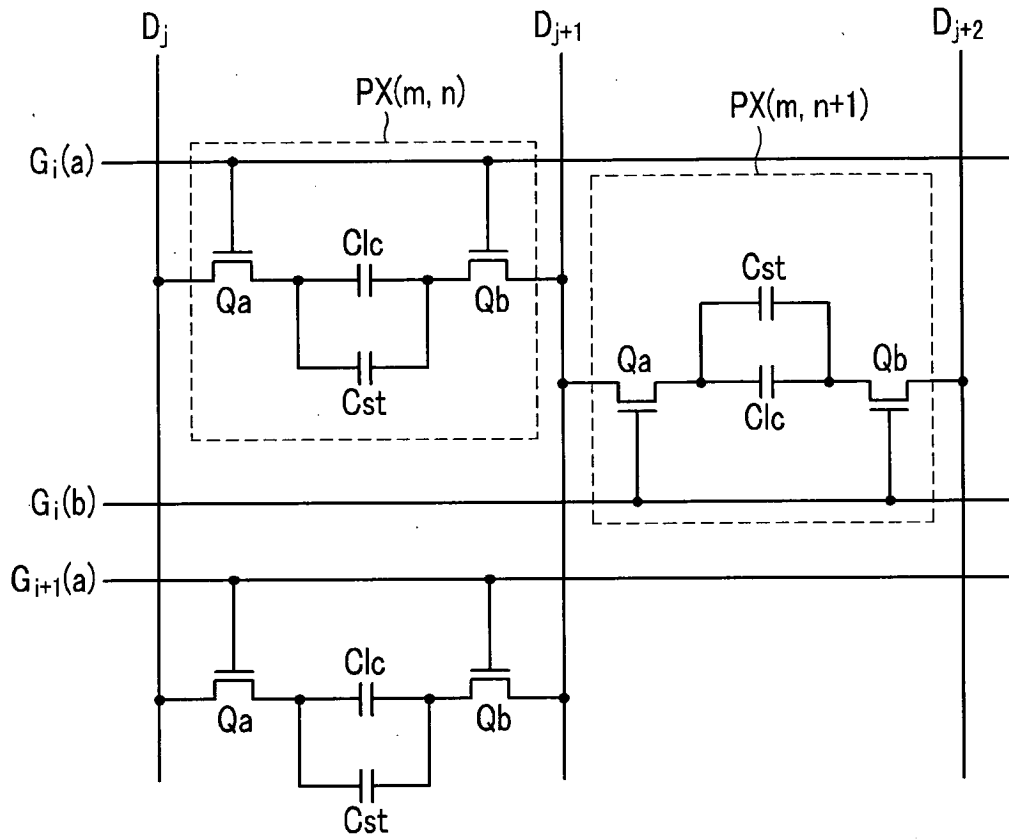 Dj
Dj+1
Dj+2
PX(m, n)
PX(m, n+1)
Gi(a)
Clc
Qa
Qb
Cst
Cst
Qa
Qb
Clc
Gi(b)
Gi+1(a)
Clc
Qa
Qb
Cst